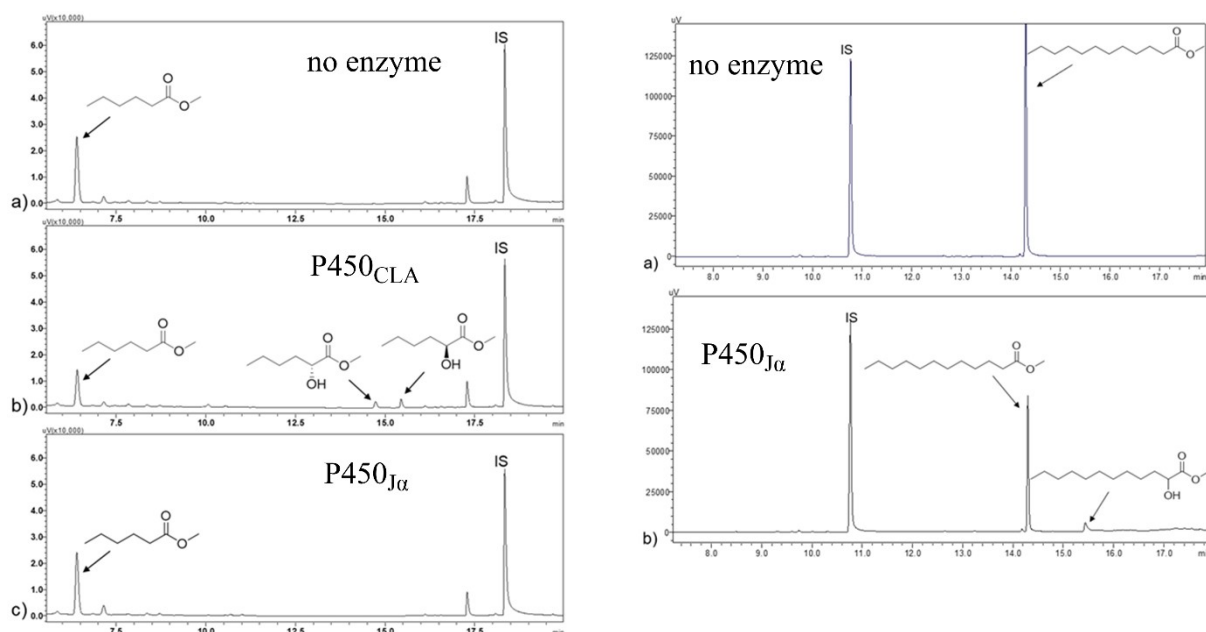 uV(x10,000)
6.0
5.0
4.0
3.0
2.0
1.0
0.0
no enzyme
IS
O
O
a)
7.5 10.0 12.5 15.0 17.5
min
uV(x10,000)
6.0
5.0
4.0
3.0
2.0
1.0
0.0
P450CLA
IS
O
O
O
O
OH
O
O
OH
b)
7.5 10.0 12.5 15.0 17.5
min
uV(x10,000)
6.0
5.0
4.0
3.0
2.0
1.0
0.0
P450Jα
IS
O
O
c)
7.5 10.0 12.5 15.0 17.5
min
uV
125000
100000
75000
50000
25000
0
no enzyme
IS
O
O
a)
8.0 9.0 10.0 11.0 12.0 13.0 14.0 15.0 16.0 17.0
min
uV
125000
100000
75000
50000
25000
0
P450Jα
IS
O
O
O
O
OH
b)
8.0 9.0 10.0 11.0 12.0 13.0 14.0 15.0 16.0 17.0
min